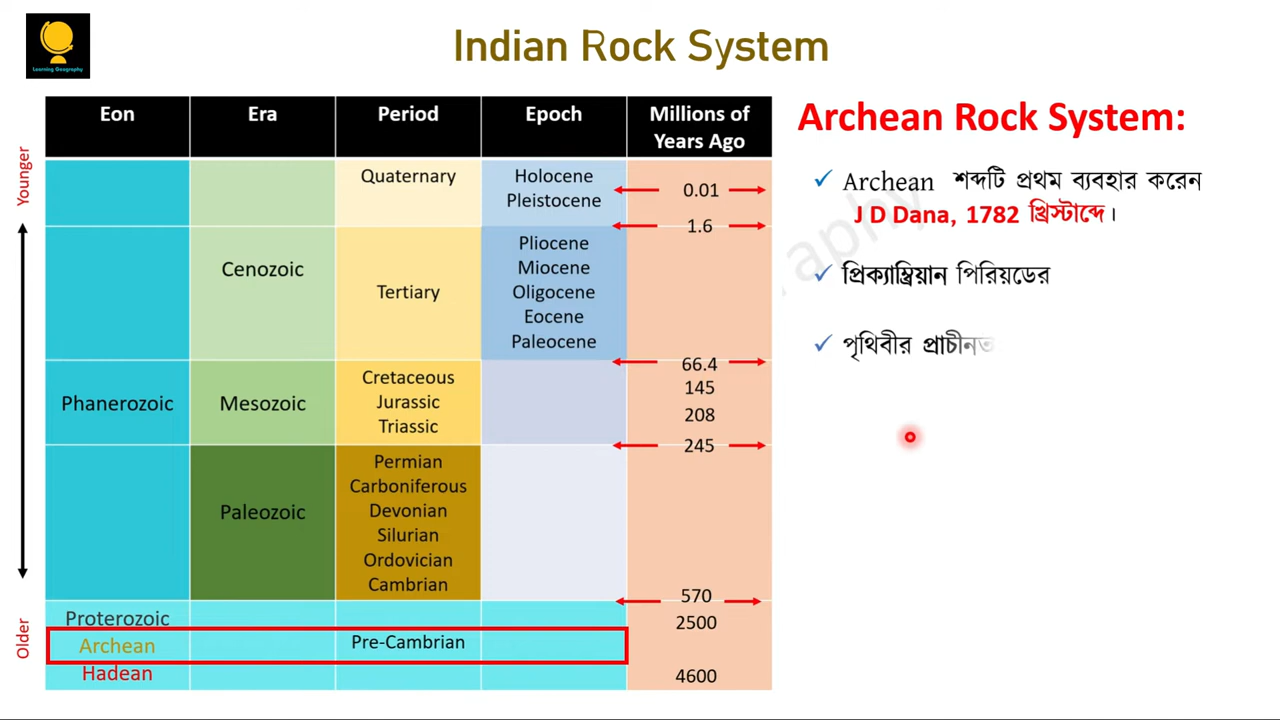 Learning Geography
Indian Rock System
Eon Era Period Epoch Millions of
Years Ago
Younger
Quaternary
Holocene
Pleistocene
0.01
1.6
Cenozoic
Tertiary
Pliocene
Miocene
Oligocene
Eocene
Paleocene
66.4
Phanerozoic
Mesozoic
Cretaceous
Jurassic
Triassic
145
208
245
Paleozoic
Permian
Carboniferous
Devonian
Silurian
Ordovician
Cambrian
570
Older
Proterozoic
2500
Archean
Pre-Cambrian
Hadean
4600
Archean Rock System:
✓ Archean শব্দটি প্রথম ব্যবহার করেন
J D Dana, 1782 খ্রিস্টাব্দে।
✓ প্রিক্যাম্ব্রিয়ান পিরিয়ডের
✓ পৃথিবীর
aphy